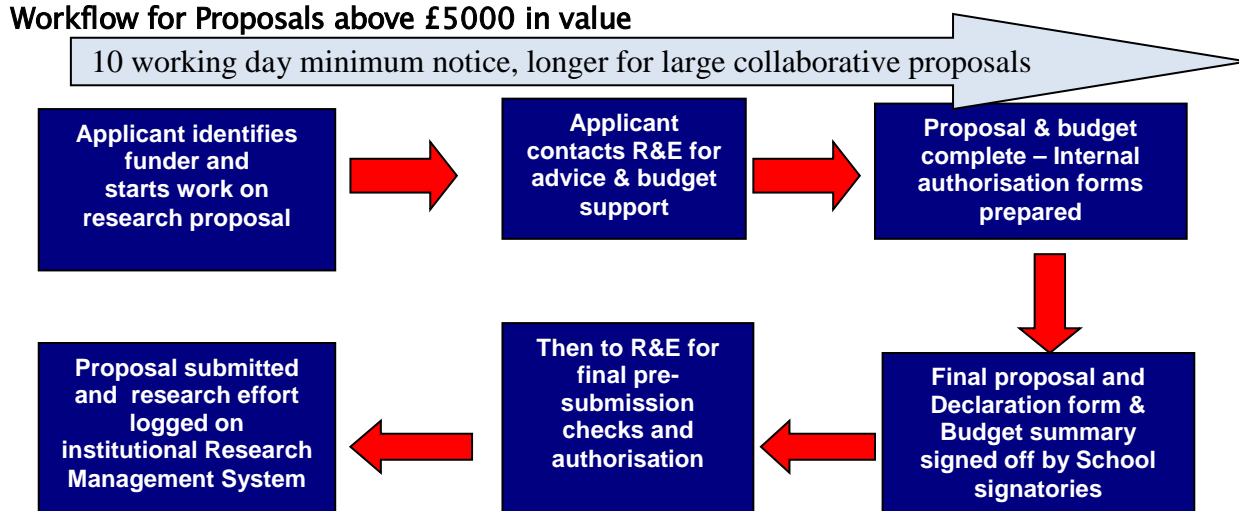 Workflow for Proposals above £5000 in value
10 working day minimum notice, longer for large collaborative proposals
Applicant identifies
funder and
starts work on
research proposal
Applicant
contacts R&E for
advice & budget
support
Proposal & budget
complete – Internal
authorisation forms
prepared
Final proposal and
Declaration form &
Budget summary
signed off by School
signatories
Then to R&E for
final pre-
submission
checks and
authorisation
Proposal submitted
and research effort
logged on
institutional Research
Management System